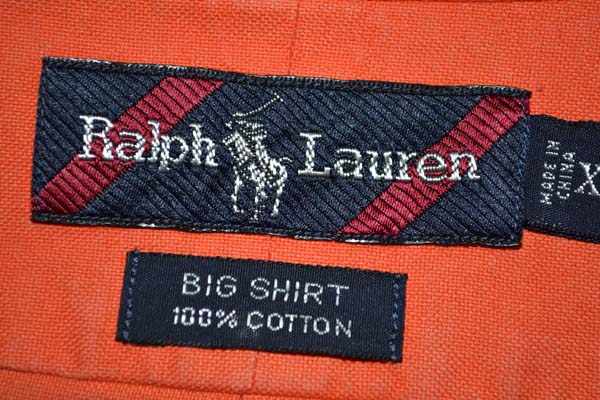 Ralph Lauren
MADE IN
CHINA
X
BIG SHIRT
100% COTTON